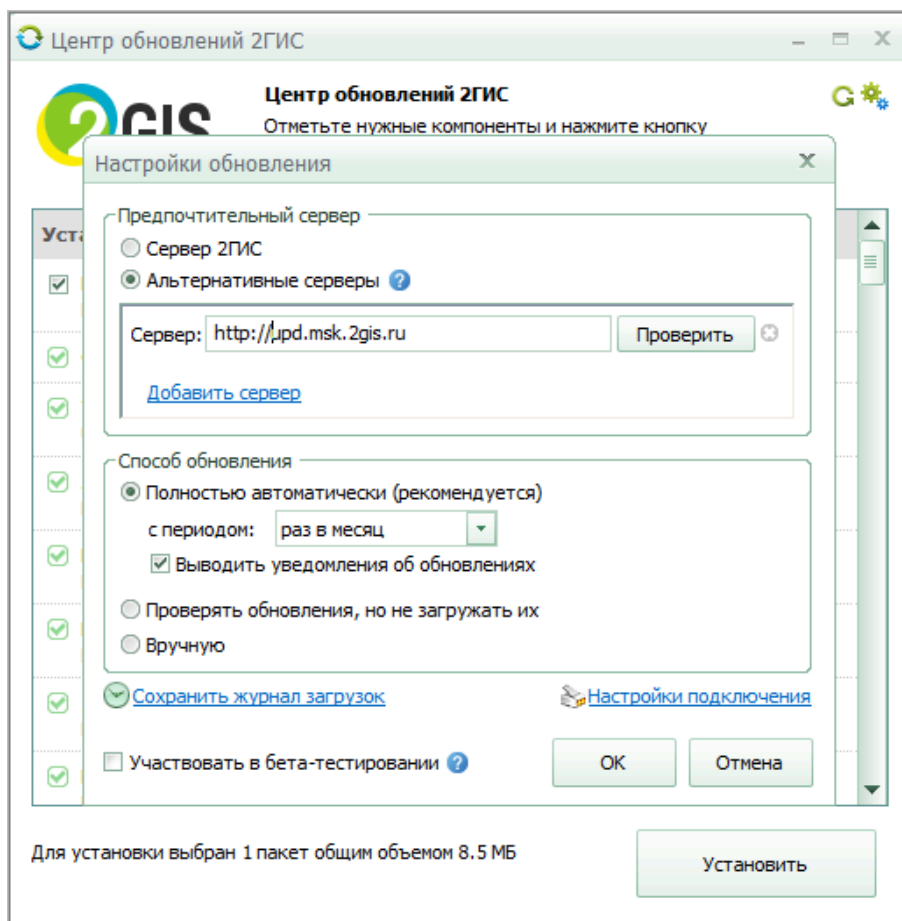 Центр обновлений 2ГИС
2GIS
Центр обновлений 2ГИС
Отметьте нужные компоненты и нажмите кнопку
Настройки обновления
Предпочтительный сервер
Сервер 2ГИС
Альтернативные серверы ?
Сервер: http://upd.msk.2gis.ru Проверить
Добавить сервер
Способ обновления
Полностью автоматически (рекомендуется)
с периодом: раз в месяц
Выводить уведомления об обновлениях
Проверять обновления, но не загружать их
Вручную
Сохранить журнал загрузок Настройки подключения
Участвовать в бета-тестировании ? ОК Отмена
Для установки выбран 1 пакет общим объемом 8.5 МБ
Установить